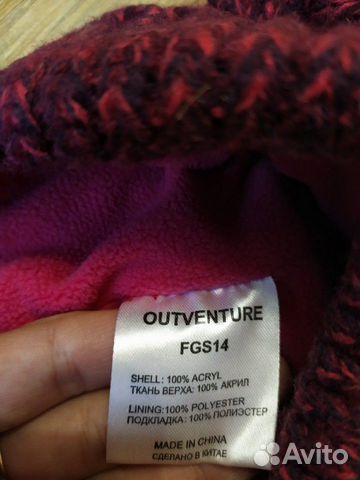 OUTVENTURE
FGS14
SHELL: 100% ACRYL
ТКАНЬ ВЕРХА: 100% АКРИЛ
LINING:100% POLYESTER
ПОДКЛАДКА: 100% ПОЛИЭСТЕР
MADE IN CHINA
СДЕЛАНО В КИТАЕ
Avito